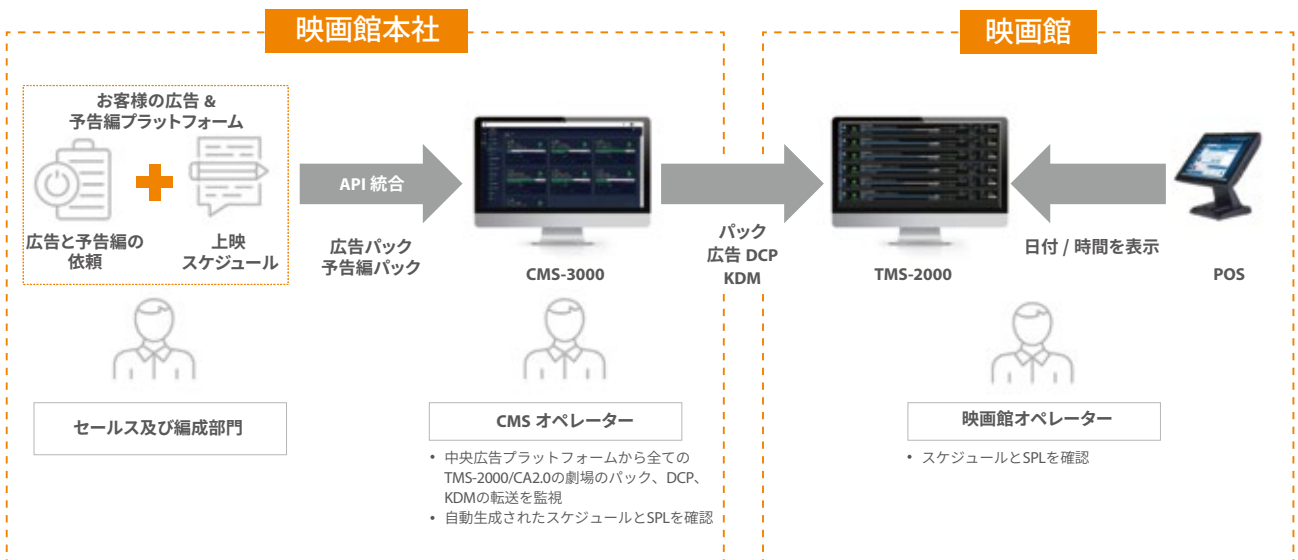 映画館本社
映画館
お客様の広告 &
予告編プラットフォーム
広告と予告編の
依頼
上映
スケジュール
API 統合
広告パック
予告編パック
CMS-3000
パック
広告 DCP
KDM
TMS-2000
日付 / 時間を表示
POS
セールス及び編成部門
CMS オペレーター
• 中央広告プラットフォームから全ての
TMS-2000/CA2.0の劇場のパック、DCP、
KDMの転送を監視
• 自動生成されたスケジュールとSPLを確認
映画館オペレーター
• スケジュールとSPLを確認